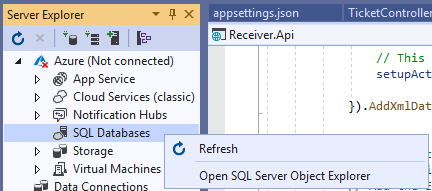 Server Explorer
appsettings.json
TicketController
Receiver.Api
Azure (Not connected)
App Service
Cloud Services (classic)
Notification Hubs
SQL Databases
Storage
Virtual Machines
Data Connections
// This
setupAct
}).AddXmlDat
Refresh
Open SQL Server Object Explorer